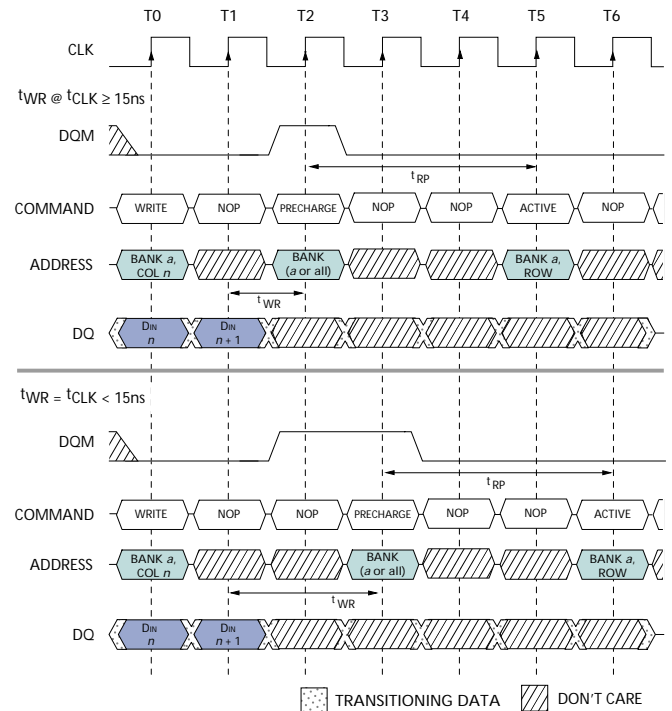 T0 T1 T2 T3 T4 T5 T6
CLK
tWR @ tCLK ≥ 15ns
DQM
tRP
COMMAND WRITE NOP PRECHARGE NOP NOP ACTIVE NOP
ADDRESS BANK a, COL n BANK (a or all) BANK a, ROW
tWR
DQ DIN n DIN n + 1
tWR = tCLK < 15ns
DQM
tRP
COMMAND WRITE NOP NOP PRECHARGE NOP NOP ACTIVE
ADDRESS BANK a, COL n BANK (a or all) BANK a, ROW
tWR
DQ DIN n DIN n + 1
TRANSITIONING DATA DON'T CARE